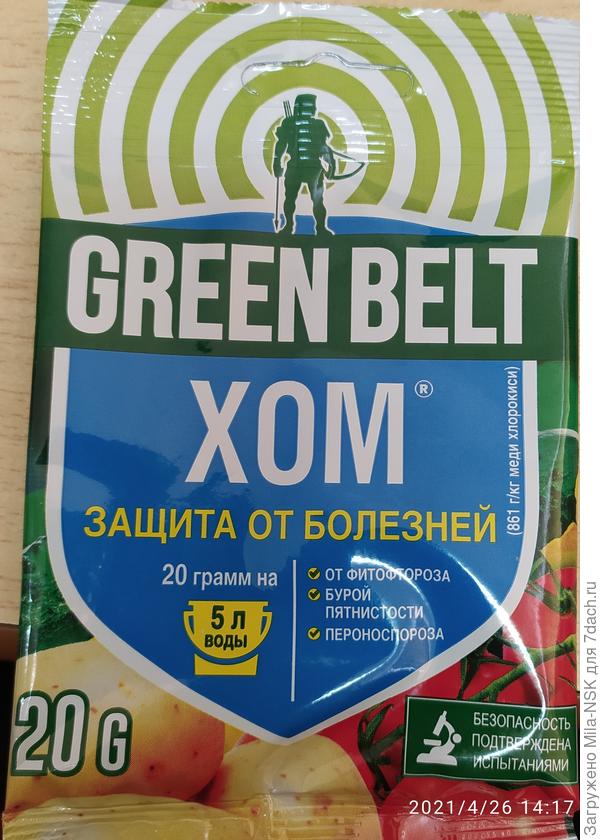 GREEN BELT
ХОМ®
(861 г/кг меди хлорокиси)
ЗАЩИТА ОТ БОЛЕЗНЕЙ
20 грамм на
5 л
ВОДЫ
ОТ ФИТОФТОРОЗА
БУРОЙ
ПЯТНИСТОСТИ
ПЕРОНОСПОРОЗА
20 G
БЕЗОПАСНОСТЬ
ПОДТВЕРЖДЕНА
ИСПЫТАНИЯМИ
2021/4/26 14:17
Загружено Mila-NSK для 7dach.ru